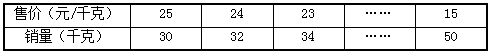 售价（元/千克） 25 24 23 …… 15
销量（千克） 30 32 34 …… 50